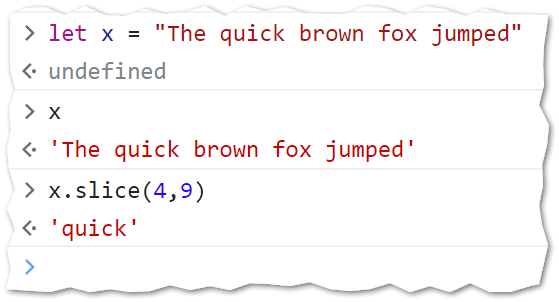 > let x = "The quick brown fox jumped"
<· undefined
> x
<· 'The quick brown fox jumped'
> x.slice(4,9)
<· 'quick'
>